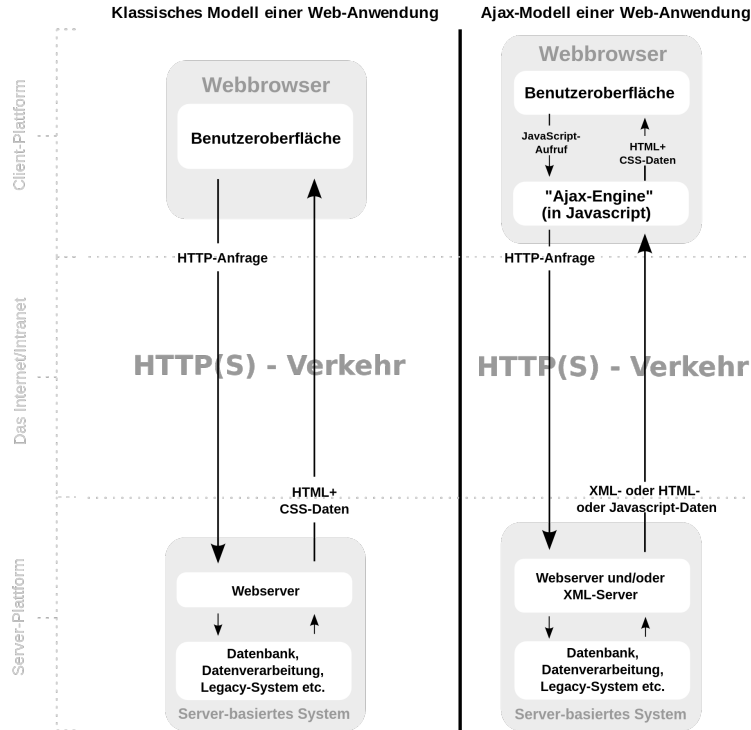 Klassisches Modell einer Web-Anwendung
Ajax-Modell einer Web-Anwendung
Client-Plattform
Das Internet/Intranet
Server-Plattform
Webbrowser
Benutzeroberfläche
HTTP-Anfrage
HTTP(S) - Verkehr
HTML+
CSS-Daten
Webserver
Datenbank,
Datenverarbeitung,
Legacy-System etc.
Server-basiertes System
Webbrowser
Benutzeroberfläche
JavaScript-
Aufruf
HTML+
CSS-Daten
"Ajax-Engine"
(in Javascript)
HTTP-Anfrage
HTTP(S) - Verkehr
XML- oder HTML-
oder Javascript-Daten
Webserver und/oder
XML-Server
Datenbank,
Datenverarbeitung,
Legacy-System etc.
Server-basiertes System